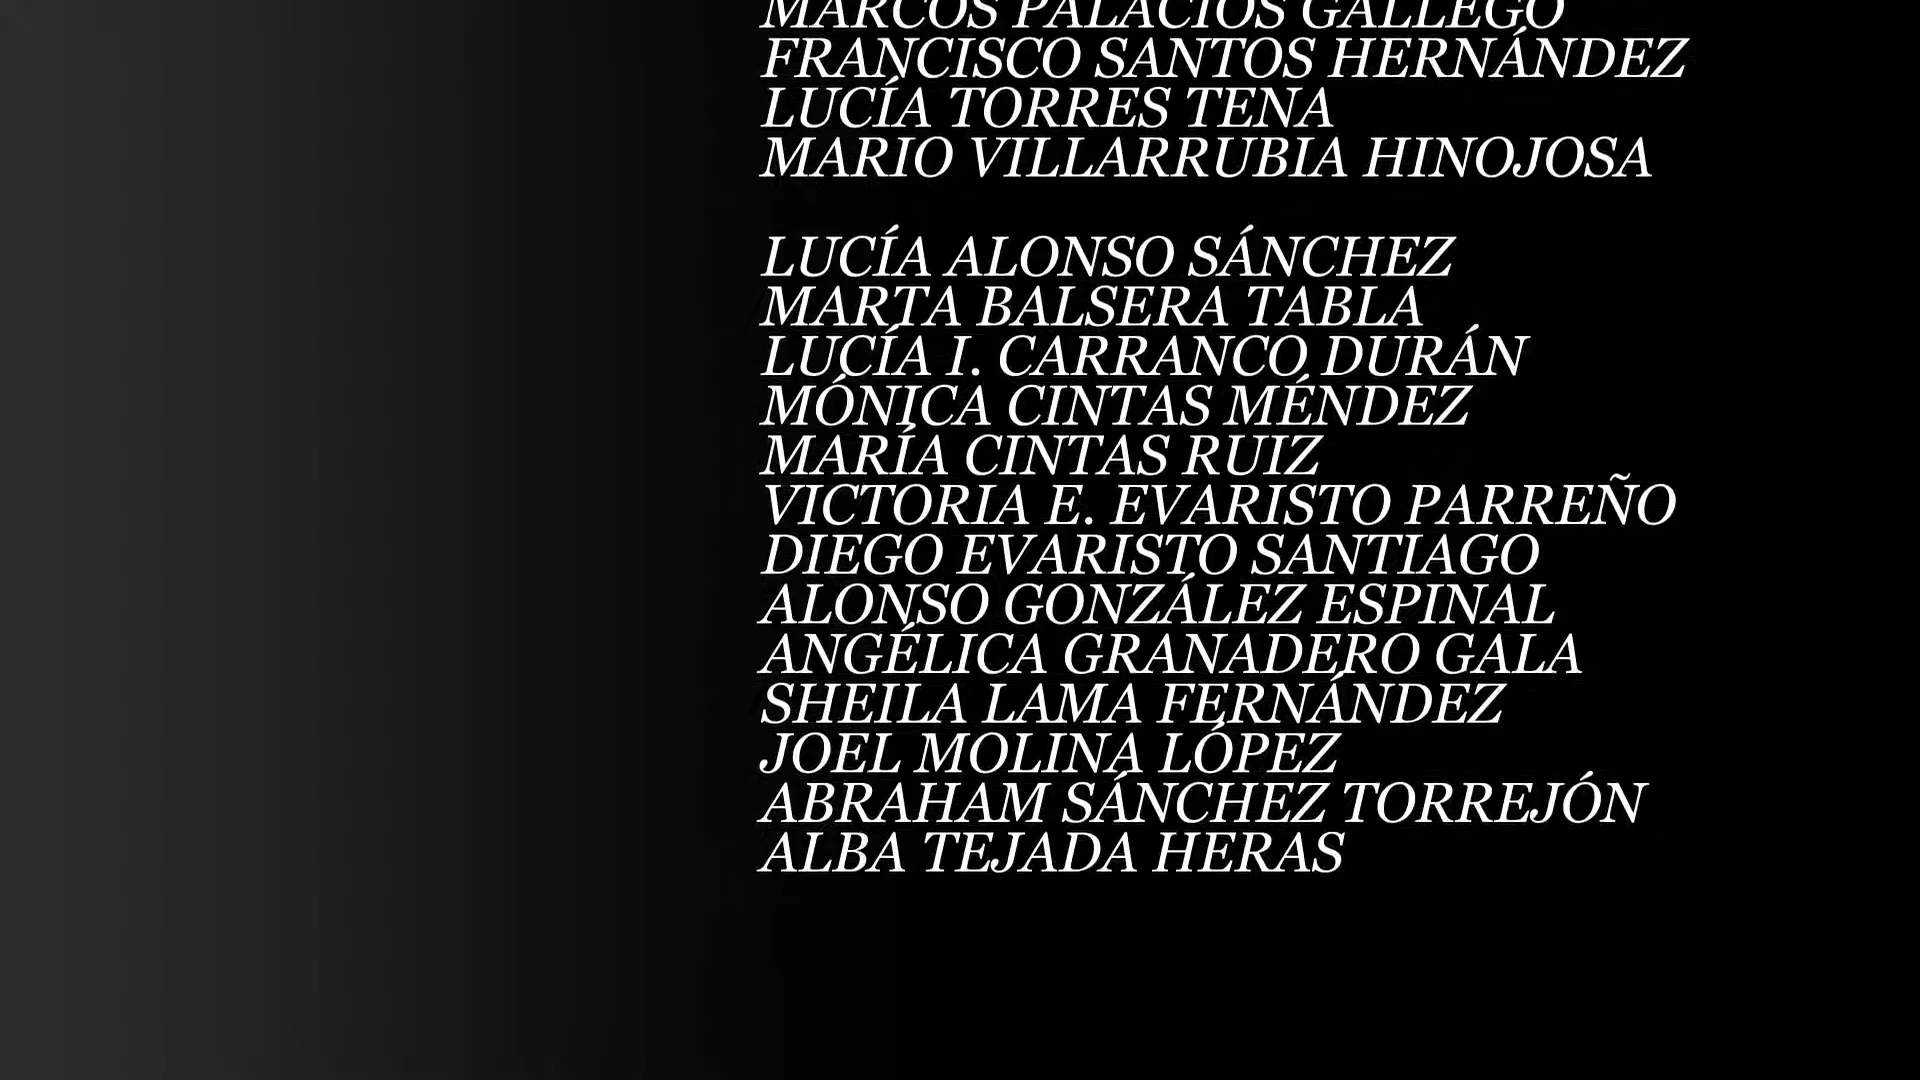 MARCOS PALACIOS GALLEGO
FRANCISCO SANTOS HERNÁNDEZ
LUCÍA TORRES TENA
MARIO VILLARRUBIA HINOJOSA
LUCÍA ALONSO SÁNCHEZ
MARTA BALSERA TABLA
LUCÍA I. CARRANCO DURÁN
MÓNICA CINTAS MÉNDEZ
MARÍA CINTAS RUIZ
VICTORIA E. EVARISTO PARREÑO
DIEGO EVARISTO SANTIAGO
ALONSO GONZÁLEZ ESPINAL
ANGÉLICA GRANADERO GALA
SHEILA LAMA FERNÁNDEZ
JOEL MOLINA LÓPEZ
ABRAHAM SÁNCHEZ TORREJÓN
ALBA TEJADA HERAS